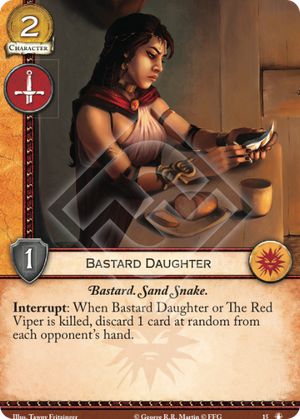 2
Character
1
Bastard Daughter
Bastard. Sand Snake.
Interrupt: When Bastard Daughter or The Red
Viper is killed, discard 1 card at random from
each opponent's hand.
Illus. Tawny Fritzinger
© George R.R. Martin © FFG
15